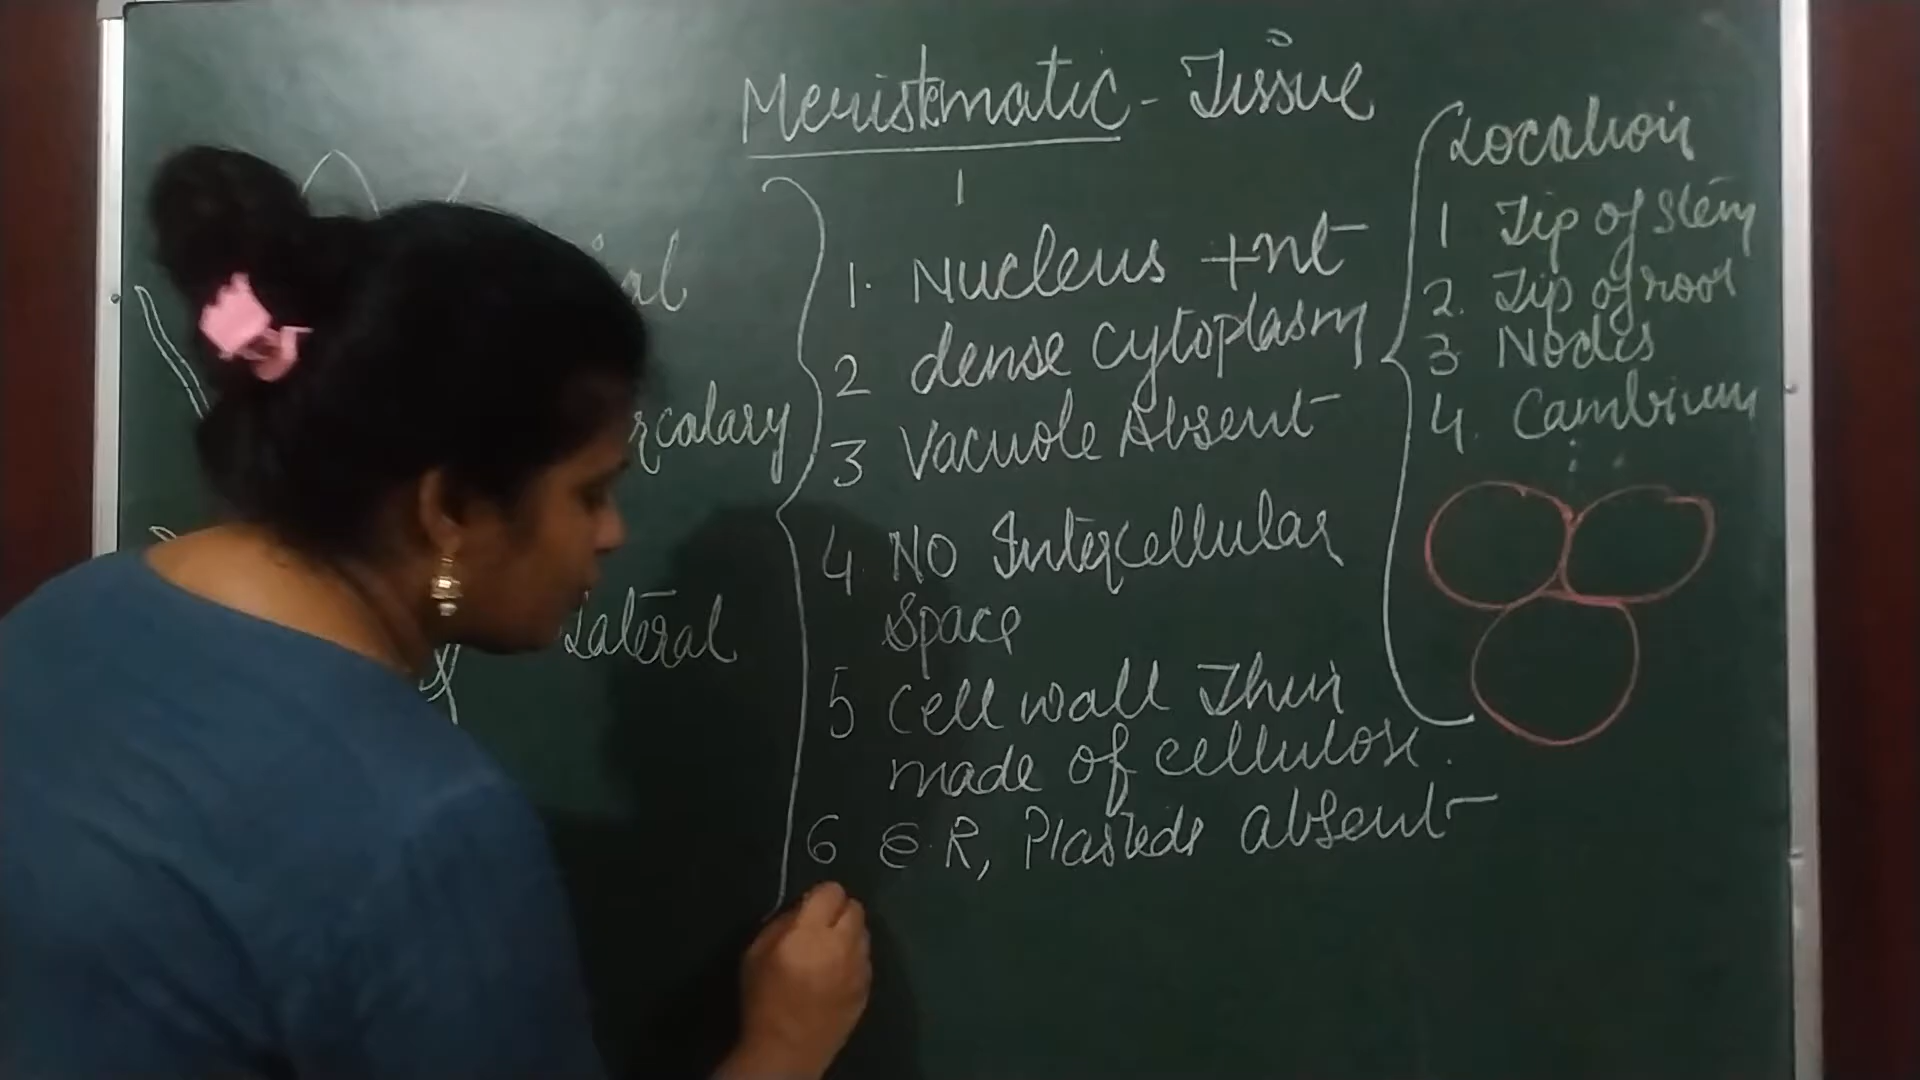 Meristematic - Tissue
1
ial
rcalary
Lateral
1. Nucleus +nt
2 dense cytoplasm
3 Vacuole Absent
4 NO Intercellular
Space
5 Cell wall Thin
made of cellulose.
6 E.R, Plastids absent
Location
1 Tip of stem
2. Tip of root
3 Nodes
4. Cambium